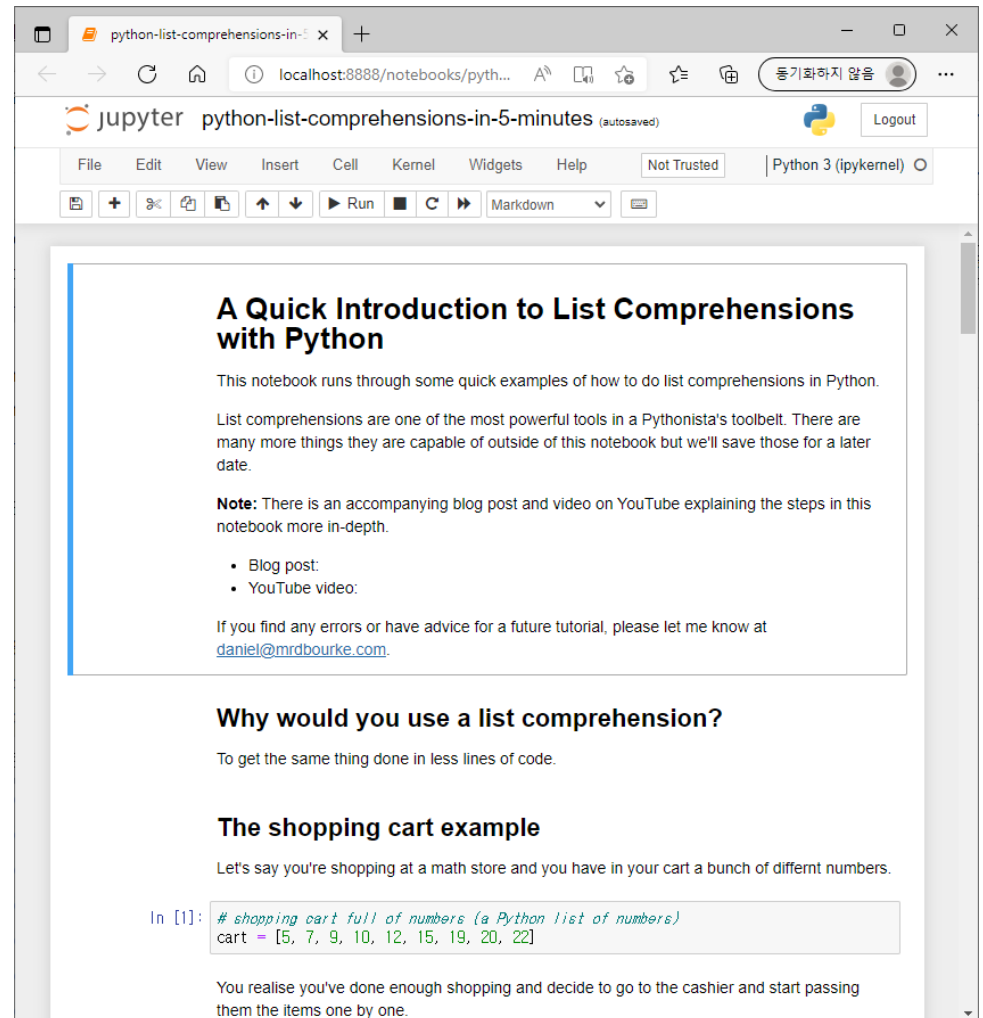 python-list-comprehensions-in-5
localhost:8888/notebooks/pyth...
동기화하지 않음
jupyter python-list-comprehensions-in-5-minutes (autosaved)
Logout
File Edit View Insert Cell Kernel Widgets Help Not Trusted Python 3 (ipykernel)
Run Markdown
A Quick Introduction to List Comprehensions
with Python
This notebook runs through some quick examples of how to do list comprehensions in Python.
List comprehensions are one of the most powerful tools in a Pythonista's toolbelt. There are
many more things they are capable of outside of this notebook but we'll save those for a later
date.
Note: There is an accompanying blog post and video on YouTube explaining the steps in this
notebook more in-depth.
• Blog post:
• YouTube video:
If you find any errors or have advice for a future tutorial, please let me know at
daniel@mrdbourke.com.
Why would you use a list comprehension?
To get the same thing done in less lines of code.
The shopping cart example
Let's say you're shopping at a math store and you have in your cart a bunch of differnt numbers.
In [1]: # shopping cart full of numbers (a Python list of numbers)
cart = [5, 7, 9, 10, 12, 15, 19, 20, 22]
You realise you've done enough shopping and decide to go to the cashier and start passing
them the items one by one.